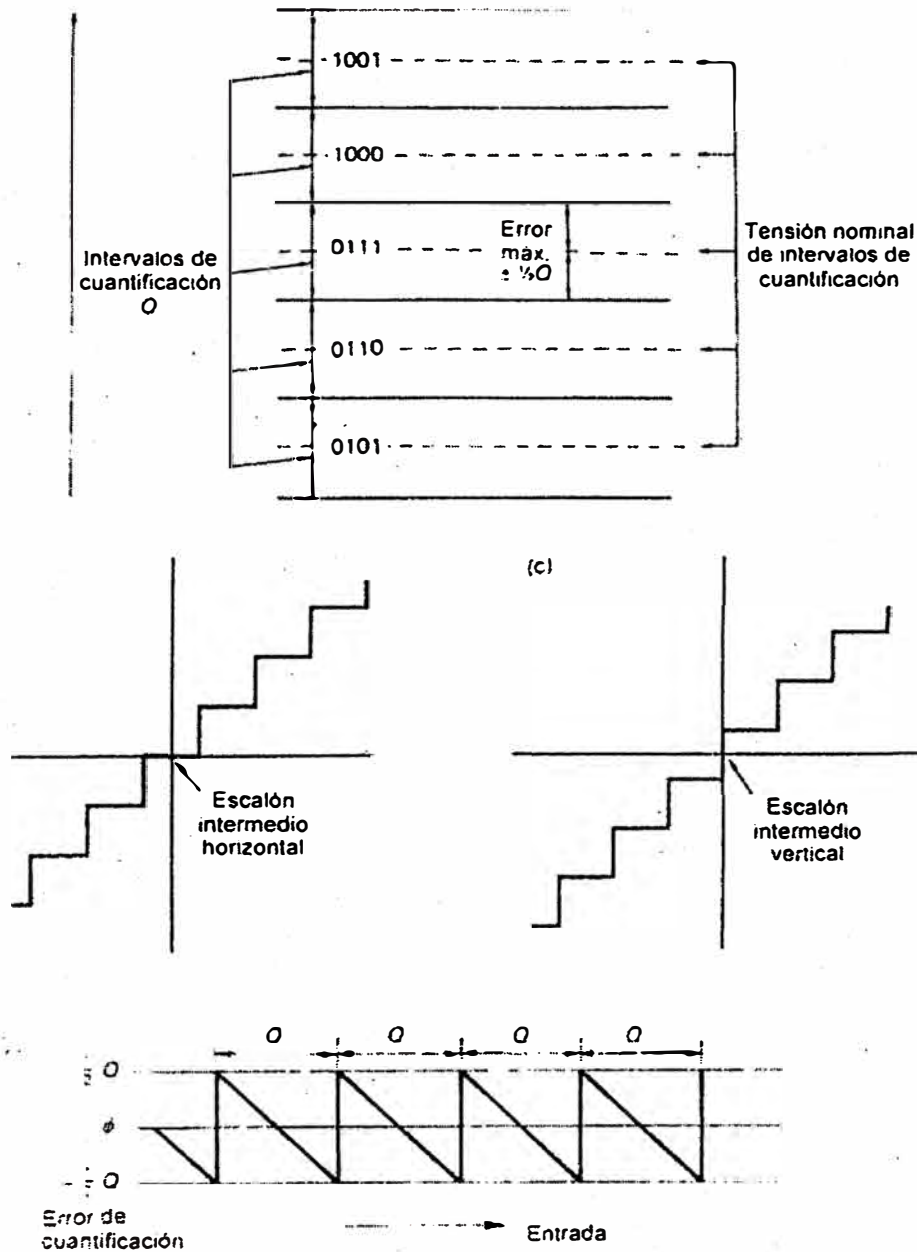 1001
1000
Intervalos de
cuantificación
Q
0111
Error
máx.
± ½Q
Tensión nominal
de intervalos de
cuantificación
0110
0101
(c)
Escalón
intermedio
horizontal
Escalón
intermedio
vertical
Q Q Q Q
Q
ϕ
Q
Error de
cuantificación
Entrada